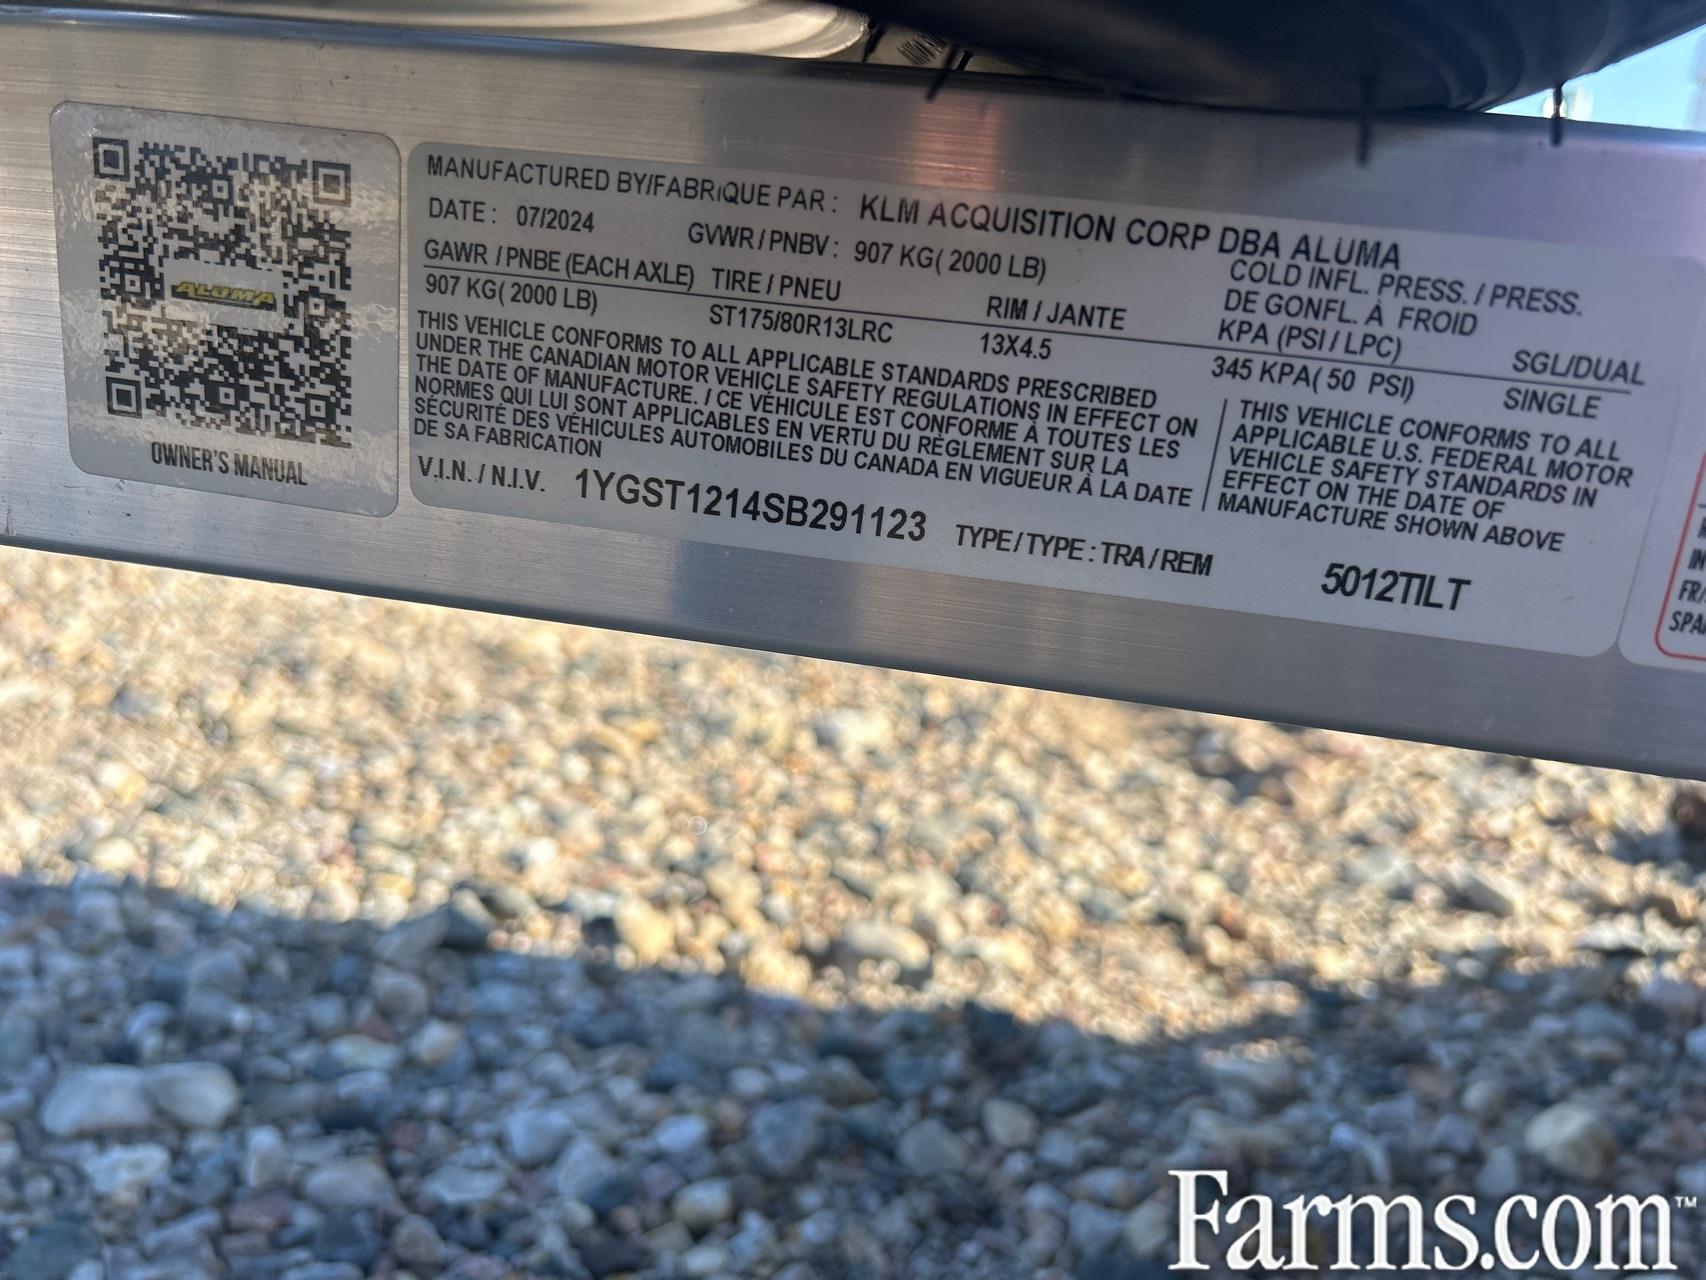 ALUMA
OWNER'S MANUAL
MANUFACTURED BY/FABRIQUE PAR : KLM ACQUISITION CORP DBA ALUMA
DATE : 07/2024 GVWR / PNBV : 907 KG( 2000 LB)
GAWR / PNBE (EACH AXLE) TIRE / PNEU RIM / JANTE
COLD INFL. PRESS. / PRESS.
DE GONFL. À FROID
KPA (PSI / LPC) SGL/DUAL
907 KG( 2000 LB) ST175/80R13LRC 13X4.5 345 KPA( 50 PSI) SINGLE
THIS VEHICLE CONFORMS TO ALL APPLICABLE STANDARDS PRESCRIBED
UNDER THE CANADIAN MOTOR VEHICLE SAFETY REGULATIONS IN EFFECT ON
THE DATE OF MANUFACTURE. / CE VÉHICULE EST CONFORME À TOUTES LES
NORMES QUI LUI SONT APPLICABLES EN VERTU DU RÈGLEMENT SUR LA
SÉCURITÉ DES VÉHICULES AUTOMOBILES DU CANADA EN VIGUEUR À LA DATE
DE SA FABRICATION
THIS VEHICLE CONFORMS TO ALL
APPLICABLE U.S. FEDERAL MOTOR
VEHICLE SAFETY STANDARDS IN
EFFECT ON THE DATE OF
MANUFACTURE SHOWN ABOVE
V.I.N. / N.I.V. 1YGST1214SB291123 TYPE / TYPE : TRA / REM 5012TILT
Farms.com™